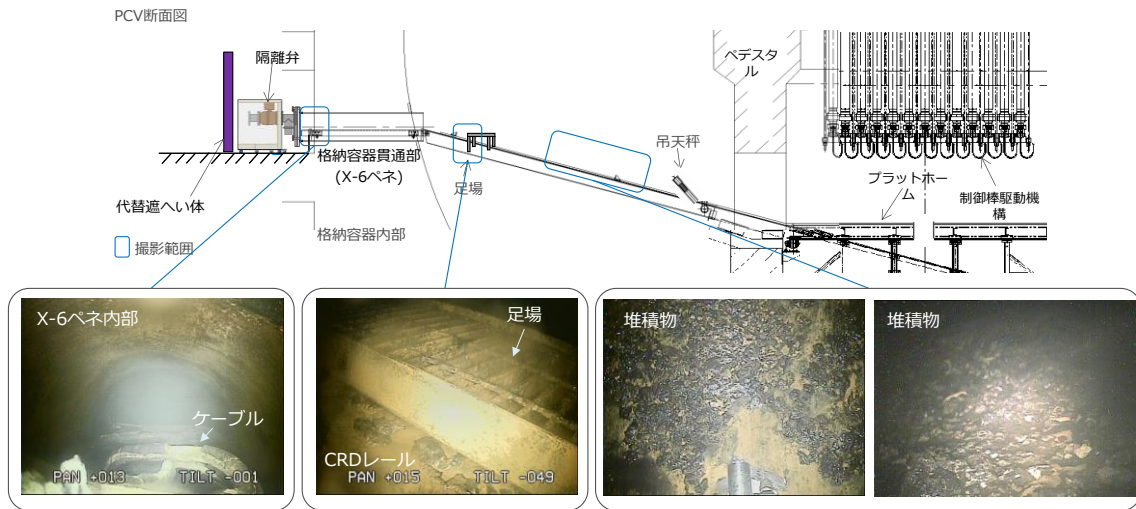 PCV断面図
隔離弁
ペデスタ
ル
吊天秤
格納容器貫通部
(X-6ペネ)
足場
プラットホー
ム
制御棒駆動機
構
代替遮へい体
格納容器内部
撮影範囲
X-6ペネ内部
ケーブル
PAN +013 TILT -001
足場
CRDレール
PAN +015 TILT -049
堆積物
堆積物